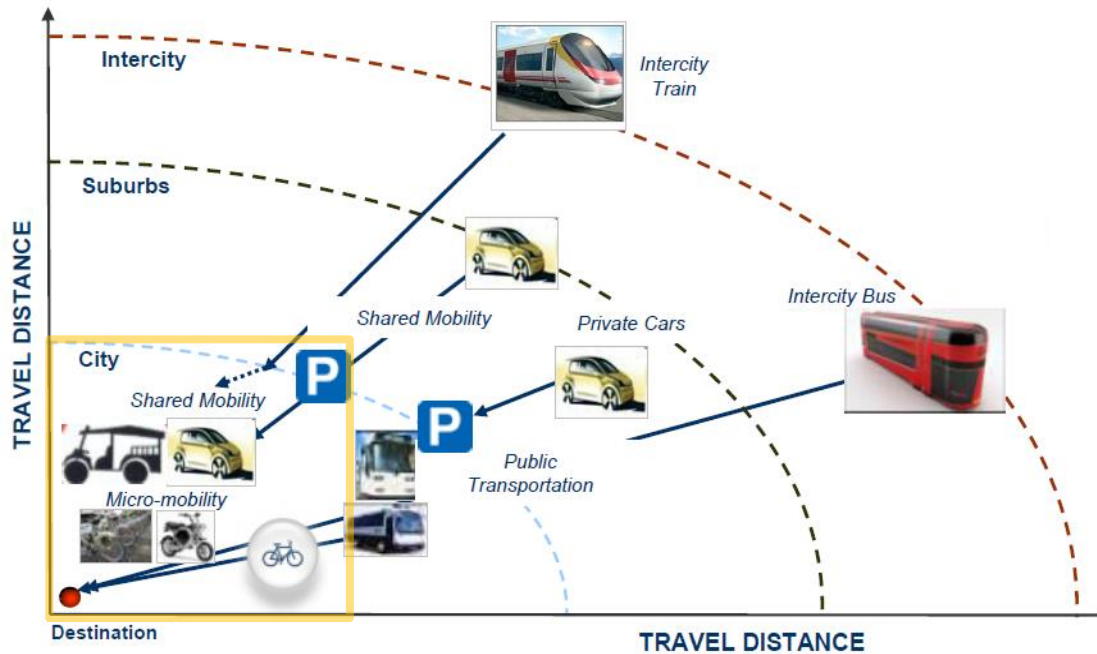 Intercity
Intercity
Train
Suburbs
TRAVEL DISTANCE
Intercity Bus
Shared Mobility
Private Cars
City
P
Shared Mobility
P
Public
Transportation
Micro-mobility
Destination
TRAVEL DISTANCE